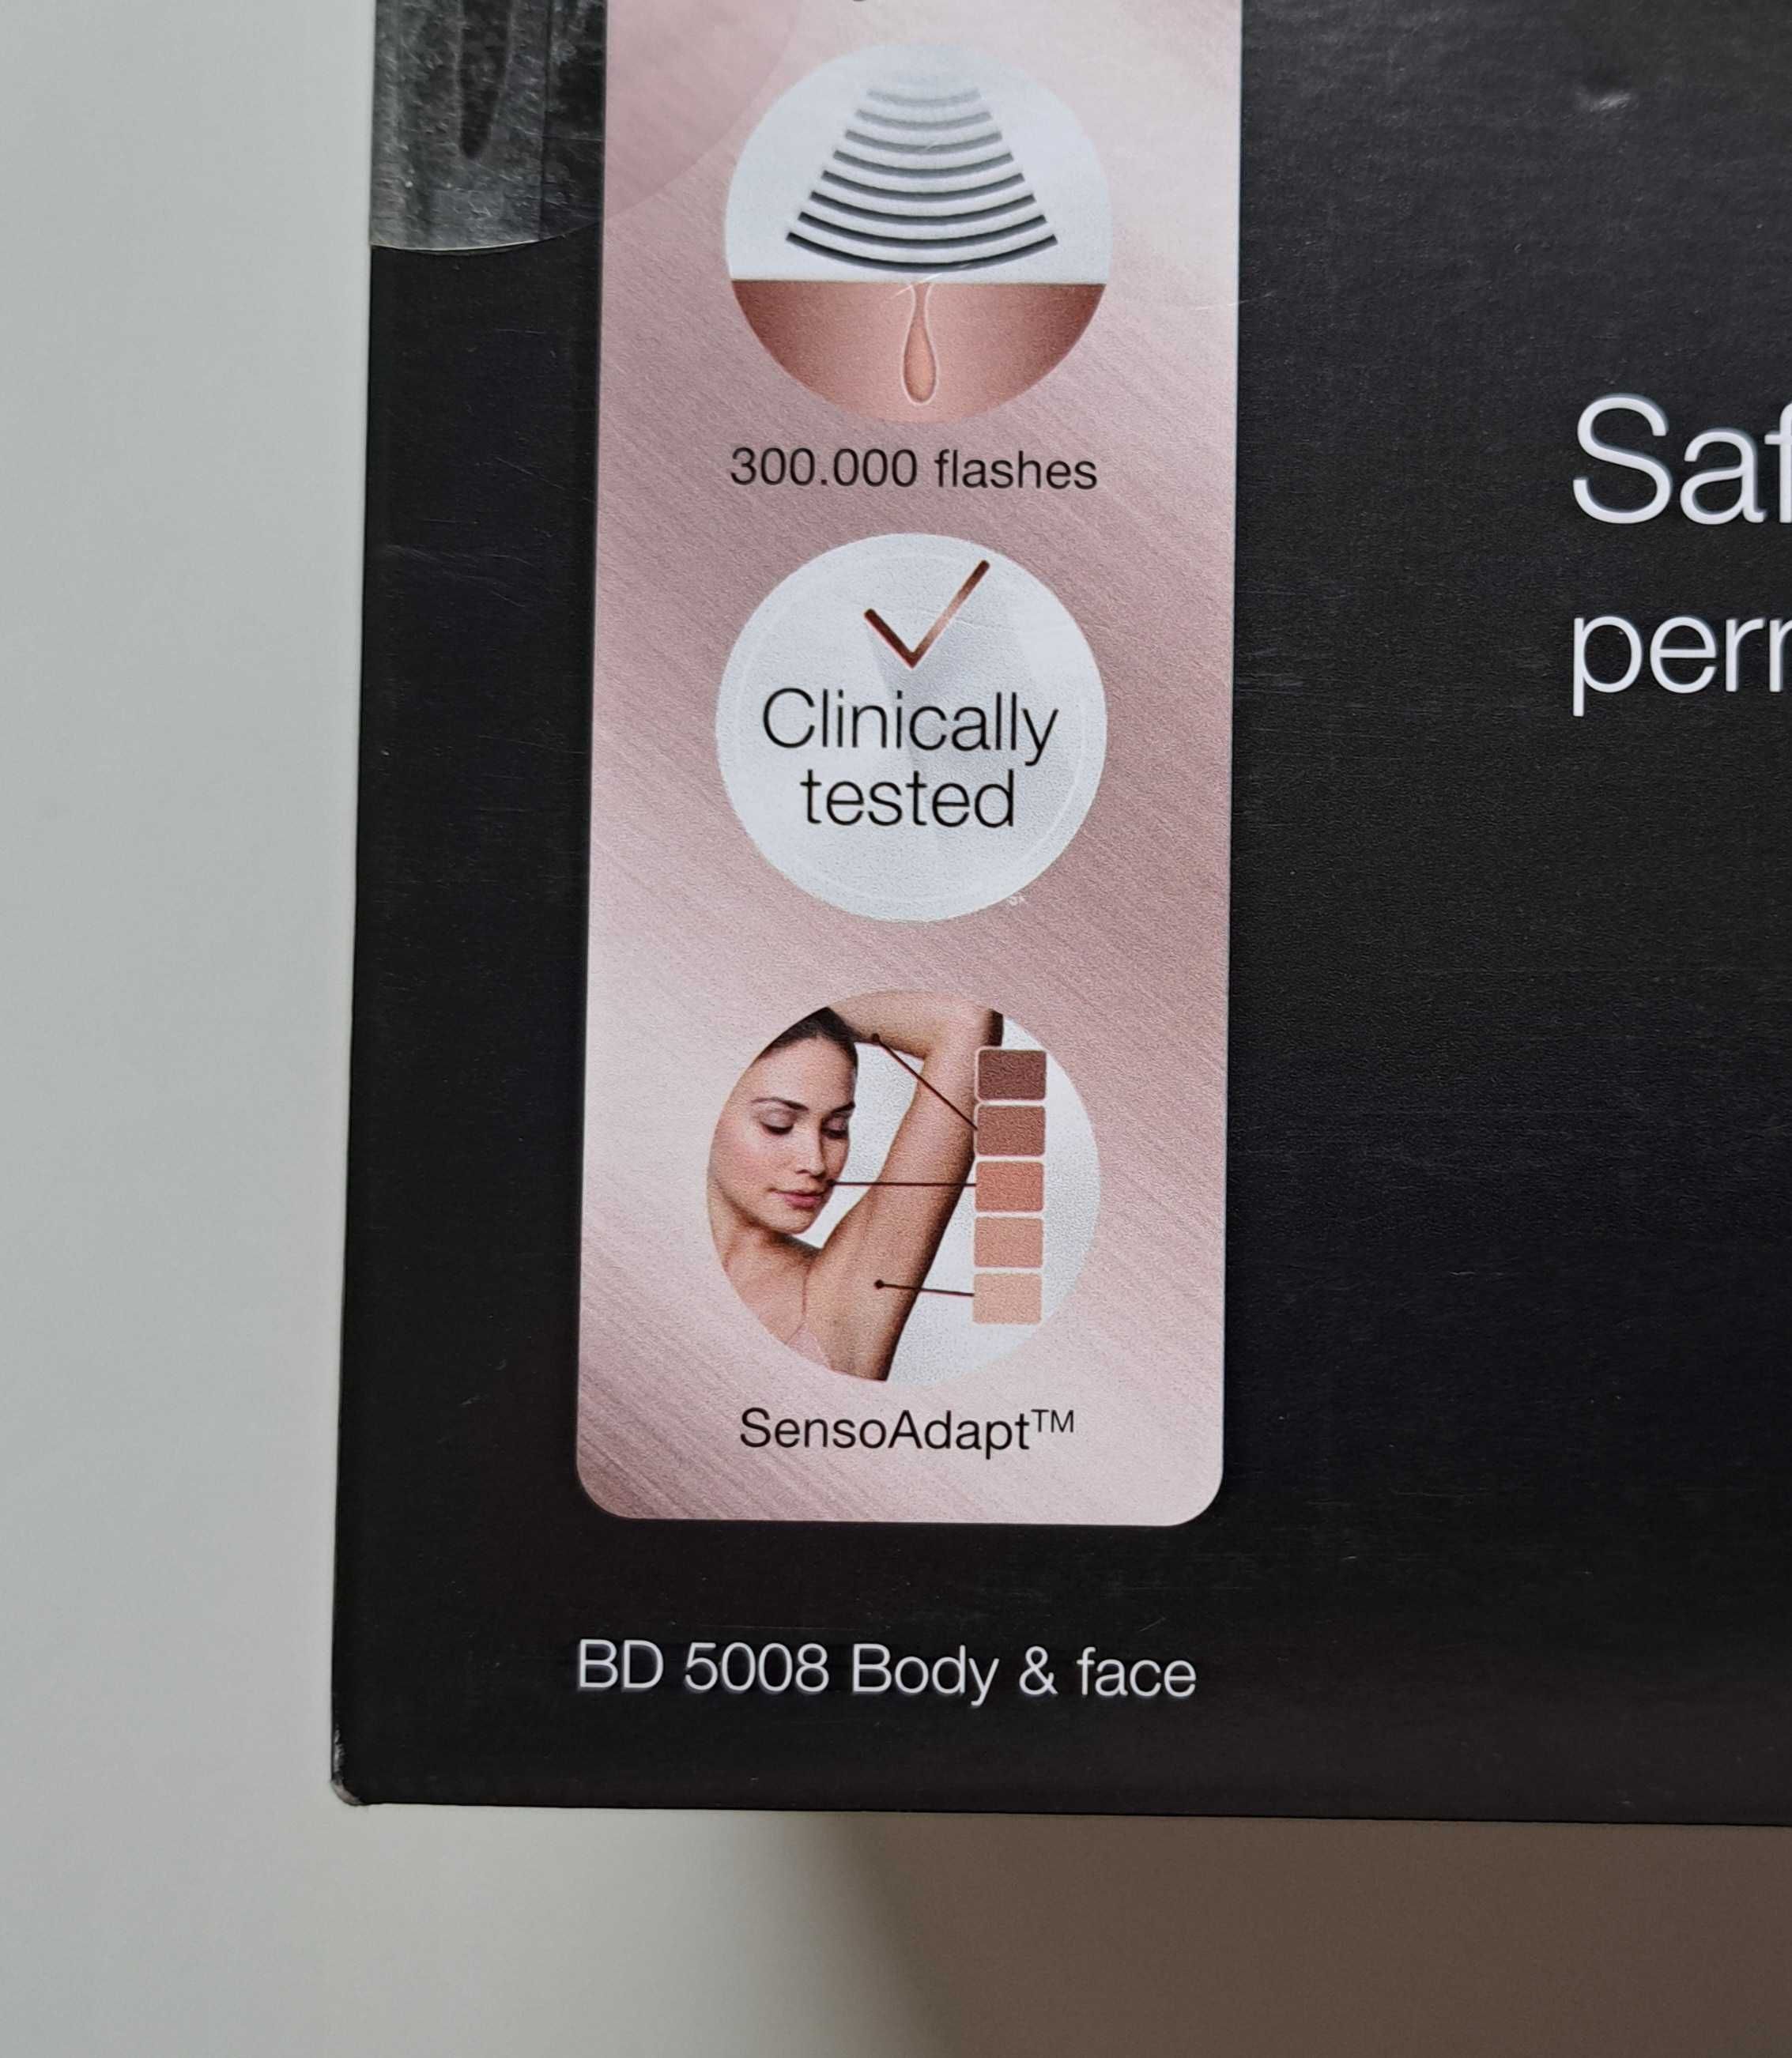 300.000 flashes
Clinically
tested
SensoAdapt™
BD 5008 Body & face